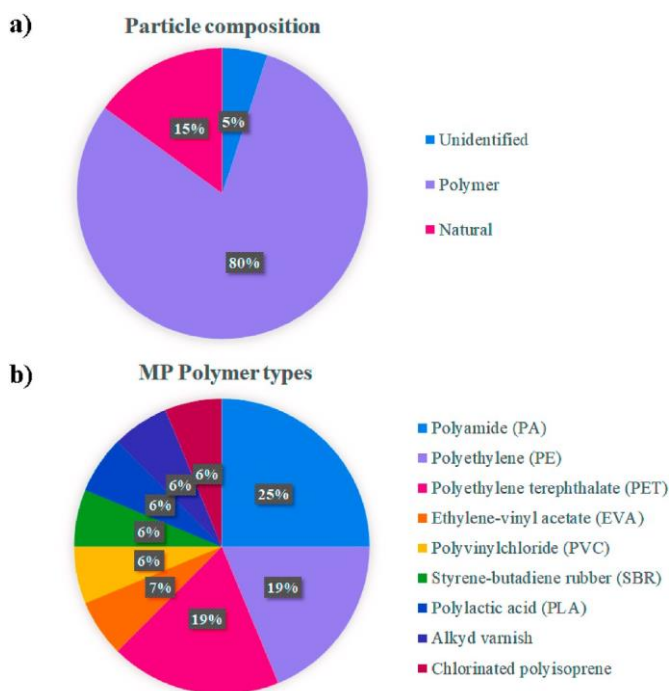 a)
Particle composition
5%
15%
80%
Unidentified
Polymer
Natural
b)
MP Polymer types
6%
6%
25%
6%
6%
6%
7%
19%
19%
Polyamide (PA)
Polyethylene (PE)
Polyethylene terephthalate (PET)
Ethylene-vinyl acetate (EVA)
Polyvinylchloride (PVC)
Styrene-butadiene rubber (SBR)
Polylactic acid (PLA)
Alkyd varnish
Chlorinated polyisoprene